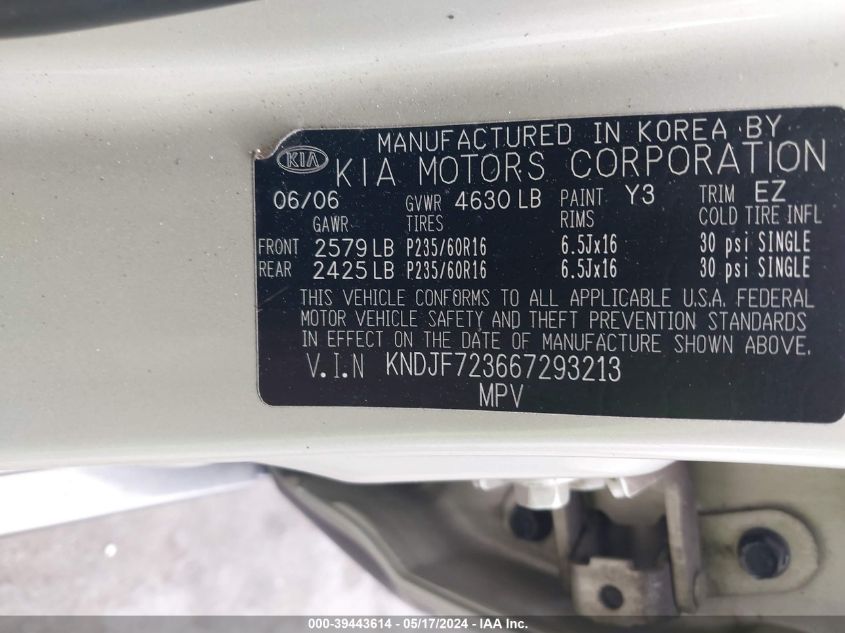 MANUFACTURED IN KOREA BY
KIA KIA MOTORS CORPORATION
06/06 GVWR 4630 LB PAINT Y3 TRIM EZ
GAWR TIRES RIMS COLD TIRE INFL
FRONT 2579 LB P235/60R16 6.5Jx16 30 psi SINGLE
REAR 2425 LB P235/60R16 6.5Jx16 30 psi SINGLE
THIS VEHICLE CONFORMS TO ALL APPLICABLE U.S.A. FEDERAL
MOTOR VEHICLE SAFETY AND THEFT PREVENTION STANDARDS
IN EFFECT ON THE DATE OF MANUFACTURE SHOWN ABOVE.
V.I.N KNDJF723667293213
MPV
000-39443614 - 05/17/2024 - IAA Inc.